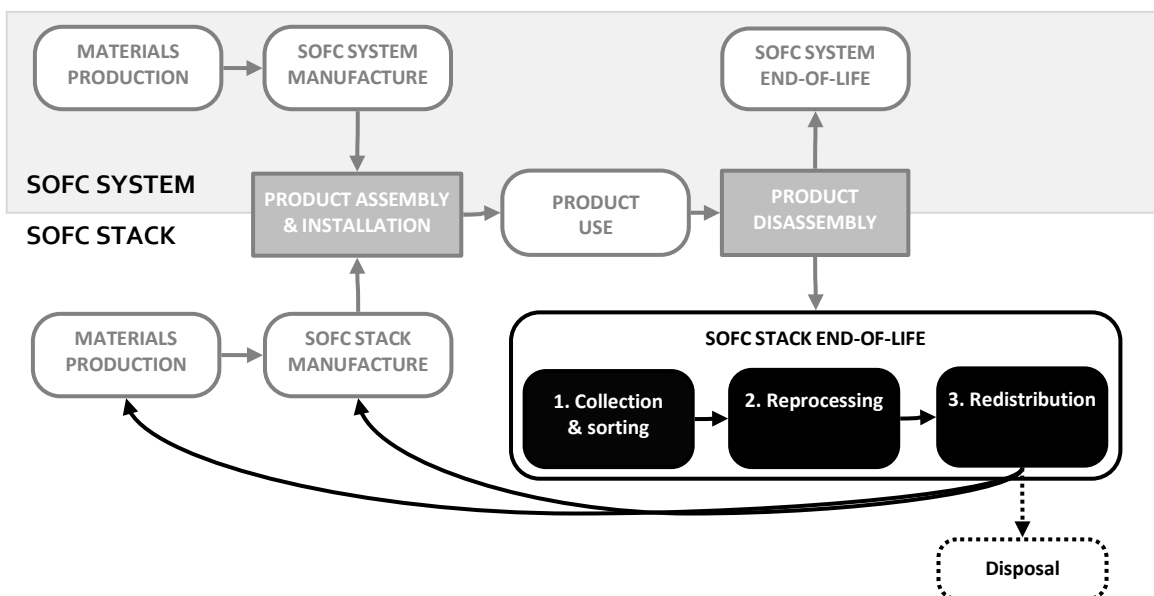 MATERIALS
PRODUCTION
SOFC SYSTEM
MANUFACTURE
SOFC SYSTEM
END-OF-LIFE
SOFC SYSTEM
PRODUCT ASSEMBLY
& INSTALLATION
PRODUCT
USE
PRODUCT
DISASSEMBLY
SOFC STACK
MATERIALS
PRODUCTION
SOFC STACK
MANUFACTURE
SOFC STACK END-OF-LIFE
1. Collection
& sorting
2. Reprocessing
3. Redistribution
Disposal